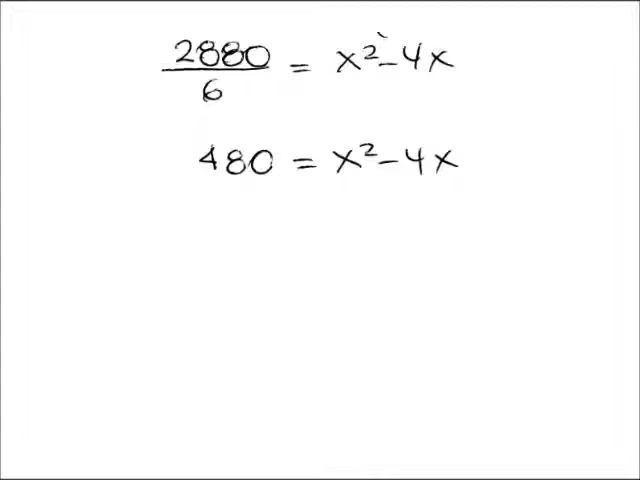 2880/6 = x² - 4x
480 = x² - 4x